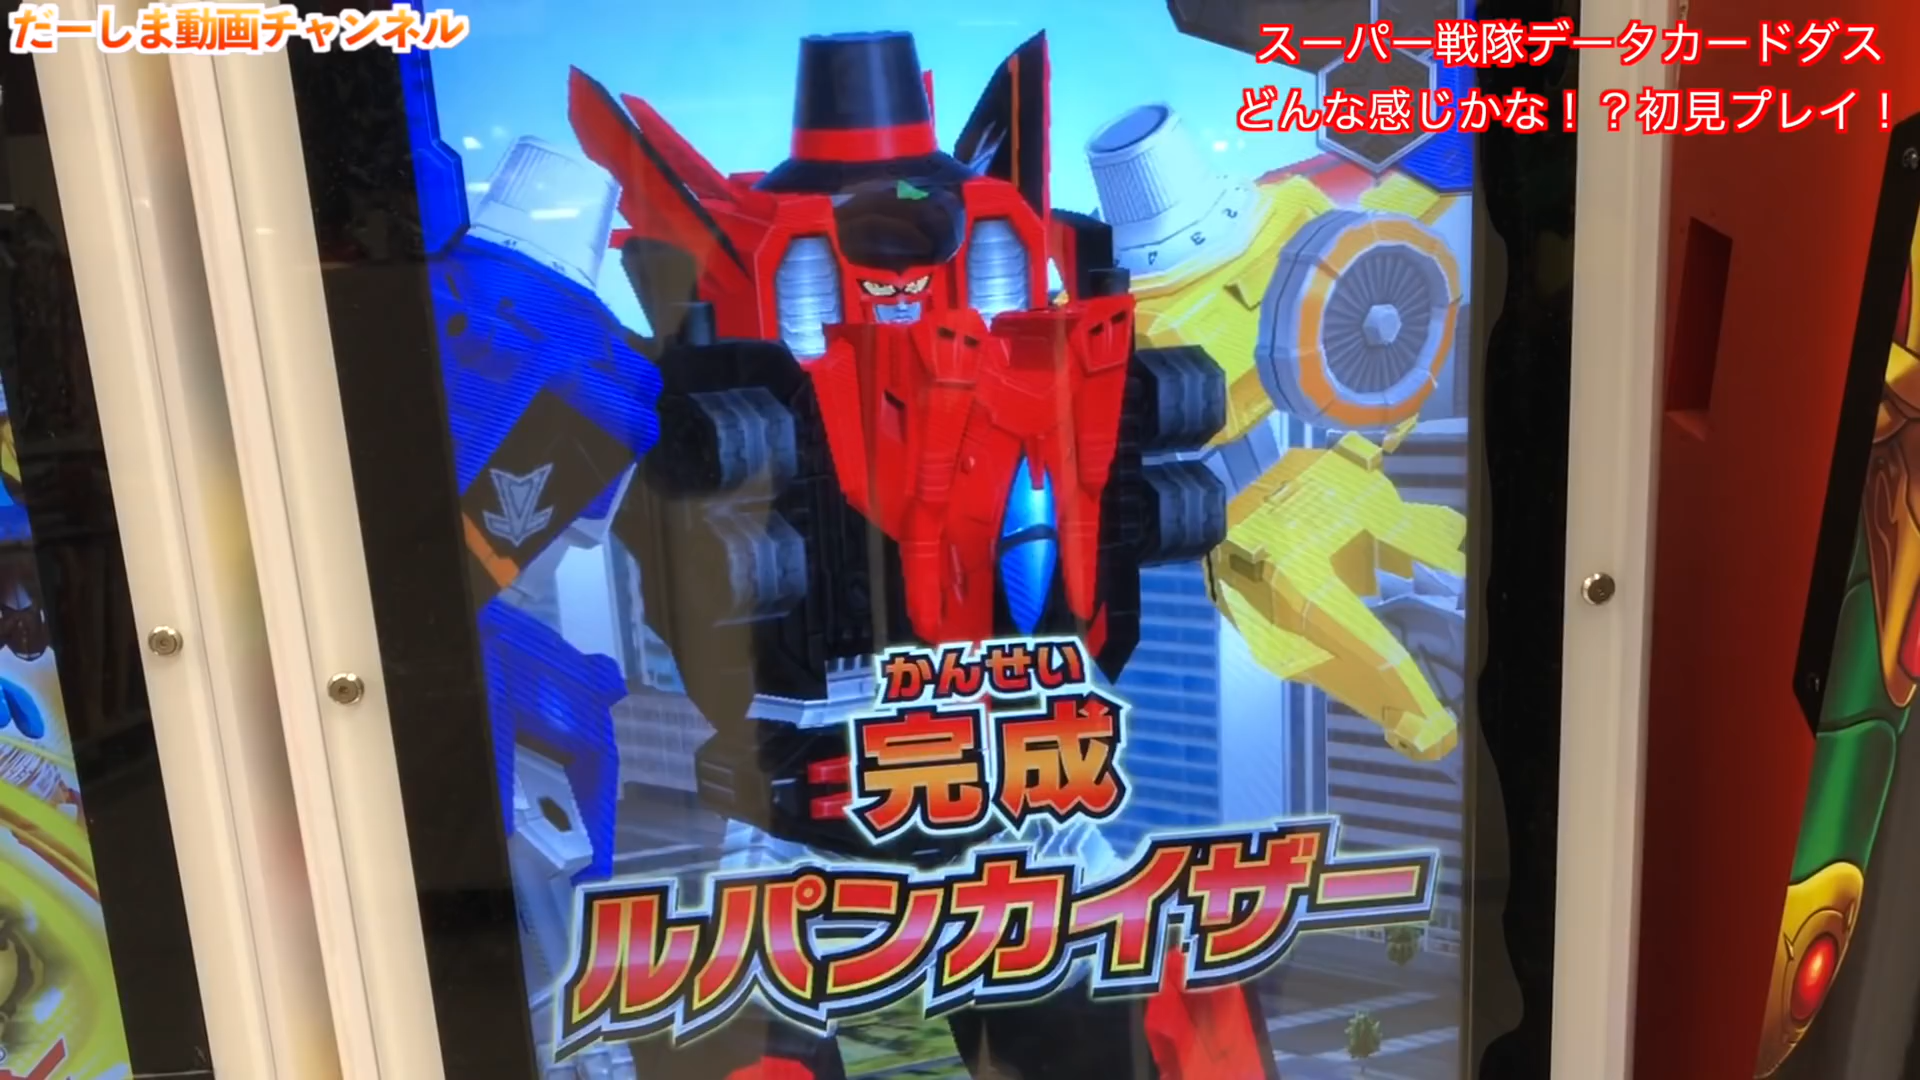 だーしま動画チャンネル
スーパー戦隊データカードダス
どんな感じかな！？初見プレイ！
かんせい
完成
ルパンカイザー